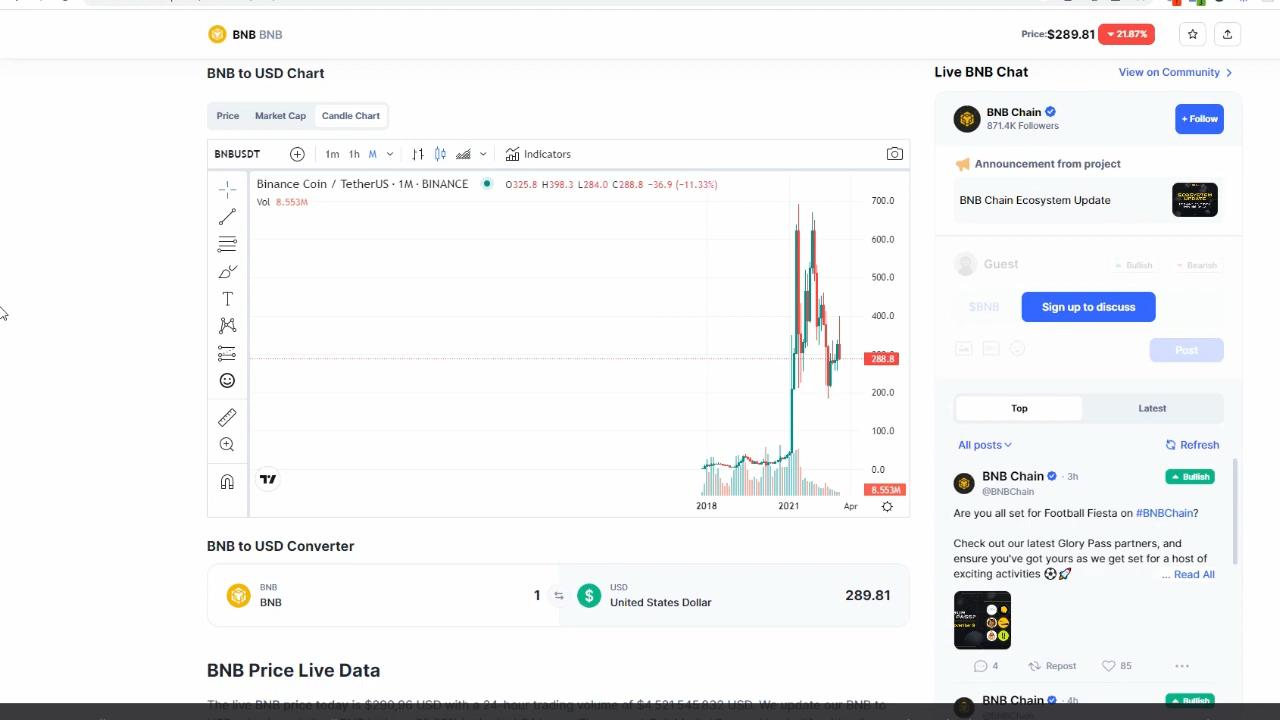 BNB BNB
Price:$289.81 21.87%
BNB to USD Chart
Price Market Cap Candle Chart
BNBUSDT 1m 1h M Indicators
Binance Coin / TetherUS · 1M · BINANCE O325.8 H398.3 L284.0 C288.8 −36.9 (−11.33%)
Vol 8.553M
700.0
600.0
500.0
400.0
288.8
200.0
100.0
0.0
8.553M
2018 2021 Apr
BNB to USD Converter
BNB
BNB
1
USD
United States Dollar
289.81
BNB Price Live Data
Live BNB Chat View on Community
BNB Chain
871.4K Followers
+ Follow
Announcement from project
BNB Chain Ecosystem Update
Guest Bullish Bearish
$BNB Sign up to discuss
Post
Top Latest
All posts Refresh
BNB Chain · 3h Bullish
@BNBChain
Are you all set for Football Fiesta on #BNBChain?
Check out our latest Glory Pass partners, and
ensure you've got yours as we get set for a host of
exciting activities ⚽🚀 ... Read All
4 Repost 85
BNB Chain · 4h Bullish